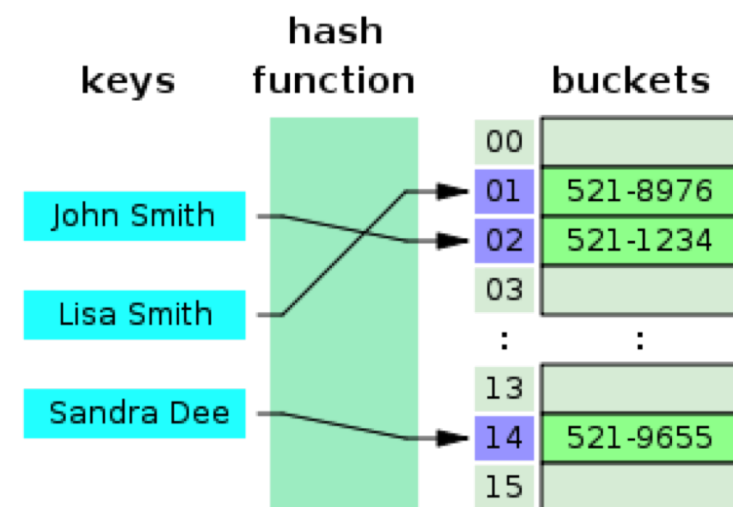 hash
keys function buckets
00
01 521-8976
John Smith
02 521-1234
03
Lisa Smith
: :
13
Sandra Dee
14 521-9655
15